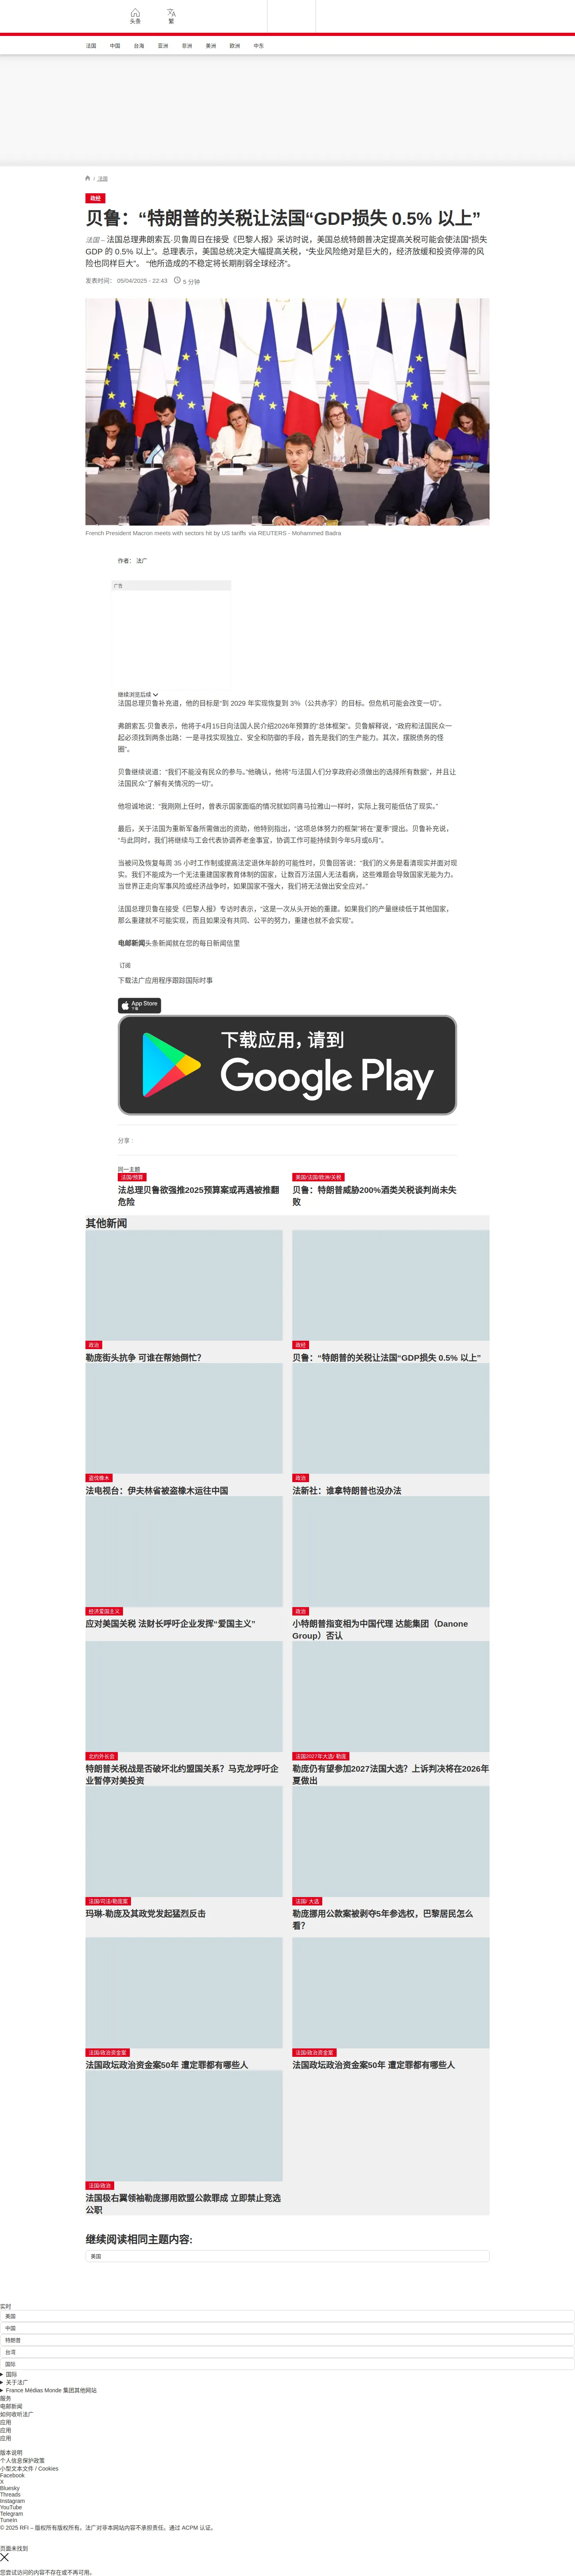 头条
繁
法国
中国
台海
亚洲
非洲
美洲
欧洲
中东
/ 法国
政经
贝鲁：“特朗普的关税让法国“GDP损失 0.5% 以上”
法国 – 法国总理弗朗索瓦·贝鲁周日在接受《巴黎人报》采访时说，美国总统特朗普决定提高关税可能会使法国“损失
GDP 的 0.5% 以上”。总理表示，美国总统决定大幅提高关税，“失业风险绝对是巨大的，经济放缓和投资停滞的风
险也同样巨大”。 “他所造成的不稳定将长期削弱全球经济”。
发表时间： 05/04/2025 - 22:43
5 分钟
French President Macron meets with sectors hit by US tariffs via REUTERS - Mohammed Badra
作者： 法广
广告
继续浏览后续
法国总理贝鲁补充道，他的目标是“到 2029 年实现恢复到 3%（公共赤字）的目标。但危机可能会改变一切”。
弗朗索瓦·贝鲁表示，他将于4月15日向法国人民介绍2026年预算的“总体框架”。贝鲁解释说，“政府和法国民众一
起必须找到两条出路：一是寻找实现独立、安全和防御的手段，首先是我们的生产能力。其次，摆脱债务的怪
圈”。
贝鲁继续说道：“我们不能没有民众的参与。”他确认，他将“与法国人们分享政府必须做出的选择所有数据”，并且让
法国民众“了解有关情况的一切”。
他坦诚地说：“我刚刚上任时，曾表示国家面临的情况就如同喜马拉雅山一样时，实际上我可能低估了现实。”
最后，关于法国为重新军备所需做出的资助，他特别指出，“这项总体努力的框架”将在“夏季”提出。贝鲁补充说，
“与此同时，我们将继续与工会代表协调养老金事宜，协调工作可能持续到今年5月或6月”。
当被问及恢复每周 35 小时工作制或提高法定退休年龄的可能性时，贝鲁回答说：“我们的义务是看清现实并面对现
实。我们不能成为一个无法重建国家教育体制的国家，让数百万法国人无法看病，这些难题会导致国家无能为力。
当世界正走向军事风险或经济战争时，如果国家不强大，我们将无法做出安全应对。”
法国总理贝鲁在接受《巴黎人报》专访时表示，“这是一次从头开始的重建。如果我们的产量继续低于其他国家，
那么重建就不可能实现，而且如果没有共同、公平的努力，重建也就不会实现”。
电邮新闻头条新闻就在您的每日新闻信里
订阅
下载法广应用程序跟踪国际时事
App Store
下载
下载应用，请到
Google Play
分享 :
同一主题
法国/预算
法总理贝鲁欲强推2025预算案或再遇被推翻
危险
美国/法国/欧洲/关税
贝鲁：特朗普威胁200%酒类关税谈判尚未失
败
其他新闻
政治
勒庞街头抗争 可谁在帮她倒忙？
政经
贝鲁：“特朗普的关税让法国“GDP损失 0.5% 以上”
盗伐橡木
法电视台：伊夫林省被盗橡木运往中国
政治
法新社：谁拿特朗普也没办法
经济爱国主义
应对美国关税 法财长呼吁企业发挥“爱国主义”
政治
小特朗普指变相为中国代理 达能集团（Danone
Group）否认
北约外长会
特朗普关税战是否破坏北约盟国关系？马克龙呼吁企
业暂停对美投资
法国2027年大选/ 勒庞
勒庞仍有望参加2027法国大选？上诉判决将在2026年
夏做出
法国/司法/勒庞案
玛琳-勒庞及其政党发起猛烈反击
法国/ 大选
勒庞挪用公款案被剥夺5年参选权，巴黎居民怎么
看？
法国/政治资金案
法国政坛政治资金案50年 遭定罪都有哪些人
法国/政治资金案
法国政坛政治资金案50年 遭定罪都有哪些人
法国/政治
法国极右翼领袖勒庞挪用欧盟公款罪成 立即禁止竞选
公职
继续阅读相同主题内容:
美国
实时
美国
中国
特朗普
台湾
国际
国际
关于法广
France Médias Monde 集团其他网站
服务
电邮新闻
如何收听法广
应用
应用
应用
版本说明
个人信息保护政策
小型文本文件 / Cookies
Facebook
X
Bluesky
Threads
Instagram
YouTube
Telegram
TuneIn
© 2025 RFI – 版权所有版权所有。法广对非本网站内容不承担责任。通过 ACPM 认证。
页面未找到
您尝试访问的内容不存在或不再可用。